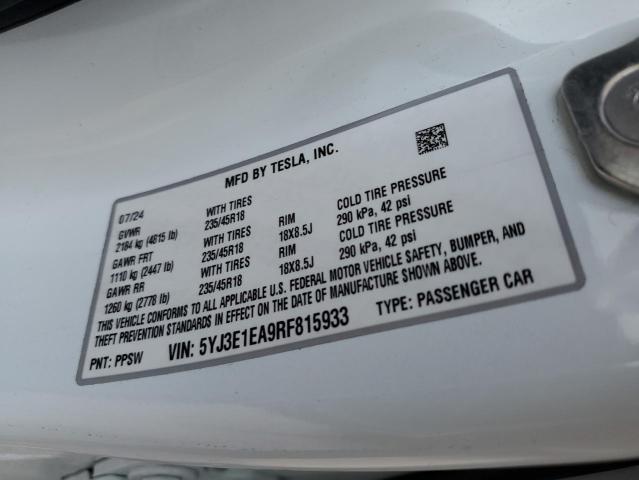 MFD BY TESLA, INC.
07/24
GVWR
2184 kg (4815 lb) WITH TIRES 235/45R18 RIM 18X8.5J COLD TIRE PRESSURE 290 kPa, 42 psi
GAWR FRT
1110 kg (2447 lb) WITH TIRES 235/45R18 RIM 18X8.5J COLD TIRE PRESSURE 290 kPa, 42 psi
GAWR RR
1260 kg (2778 lb) WITH TIRES 235/45R18
THIS VEHICLE CONFORMS TO ALL APPLICABLE U.S. FEDERAL MOTOR VEHICLE SAFETY, BUMPER, AND
THEFT PREVENTION STANDARDS IN EFFECT ON THE DATE OF MANUFACTURE SHOWN ABOVE.
PNT: PPSW VIN: 5YJ3E1EA9RF815933 TYPE: PASSENGER CAR